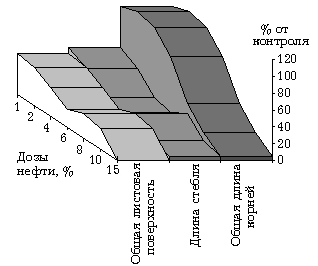 % от
контроля
120
100
80
60
40
20
0
1
2
4
6
8
10
15
Дозы
нефти, %
Общая листовая
поверхность
Длина стебля
Общая длина
корней